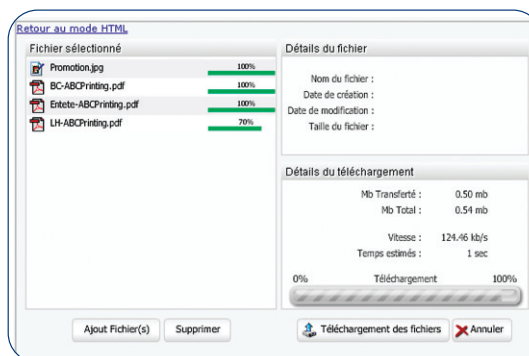 Retour au mode HTML
Fichier sélectionné
Promotion.jpg 100%
BC-ABCPrinting.pdf 100%
Entete-ABCPrinting.pdf 100%
LH-ABCPrinting.pdf 70%
Détails du fichier
Nom du fichier :
Date de création :
Date de modification :
Taille du fichier :
Détails du téléchargement
Mb Transferté : 0.50 mb
Mb Total : 0.54 mb
Vitesse : 124.46 kb/s
Temps estimés : 1 sec
0% Téléchargement 100%
Ajout Fichier(s) Supprimer Téléchargement des fichiers Annuler